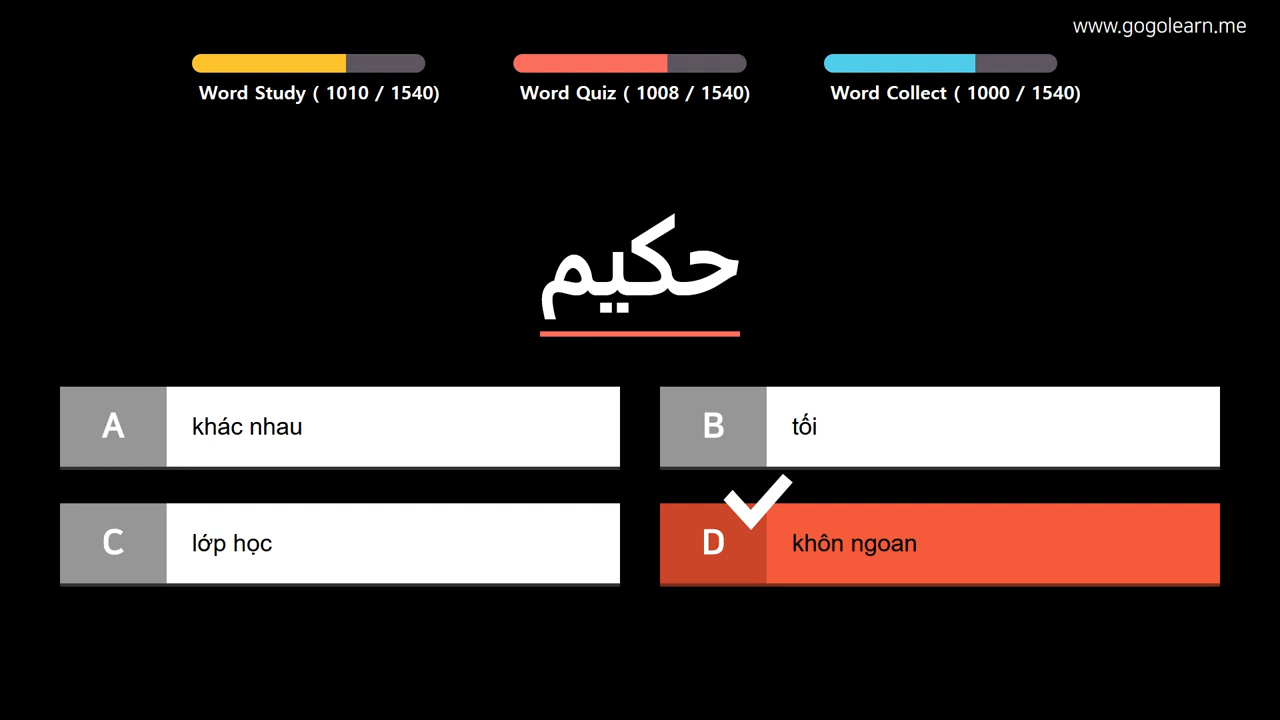 www.gogolearn.me
Word Study ( 1010 / 1540)
Word Quiz ( 1008 / 1540)
Word Collect ( 1000 / 1540)
حكيم
A khác nhau
B tối
C lớp học
D khôn ngoan